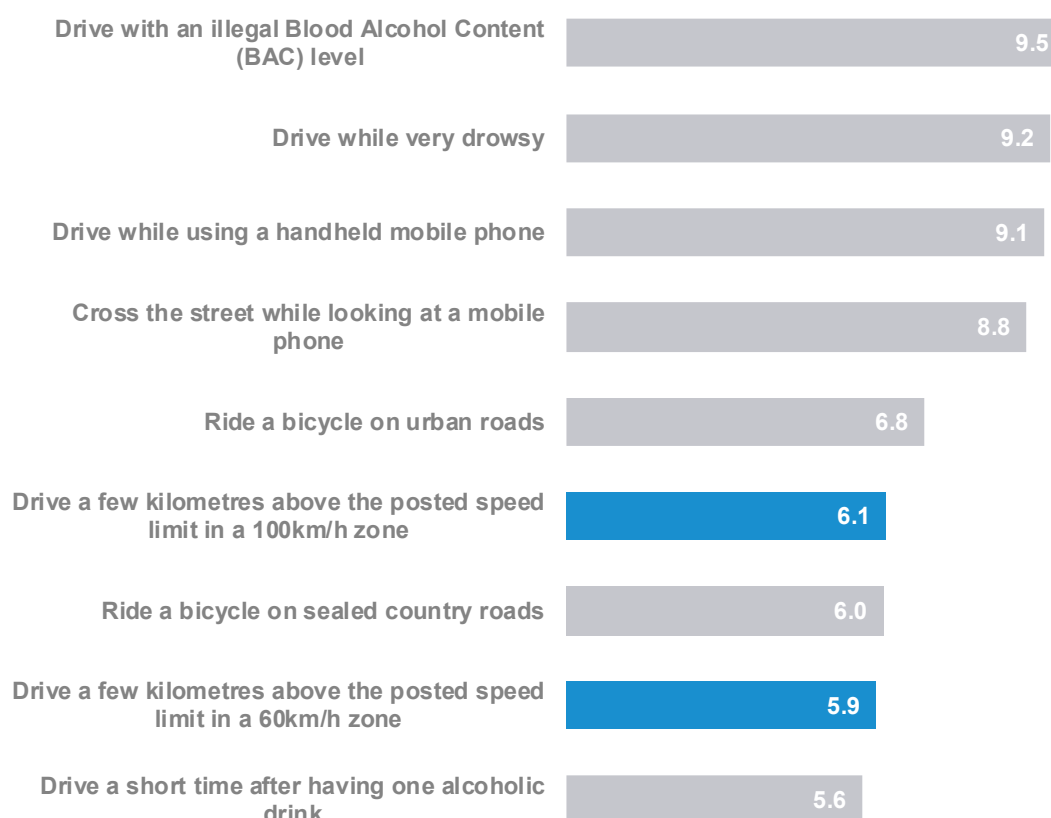 Drive with an illegal Blood Alcohol Content
(BAC) level
9.5
Drive while very drowsy
9.2
Drive while using a handheld mobile phone
9.1
Cross the street while looking at a mobile
phone
8.8
Ride a bicycle on urban roads
6.8
Drive a few kilometres above the posted speed
limit in a 100km/h zone
6.1
Ride a bicycle on sealed country roads
6.0
Drive a few kilometres above the posted speed
limit in a 60km/h zone
5.9
Drive a short time after having one alcoholic
drink
5.6